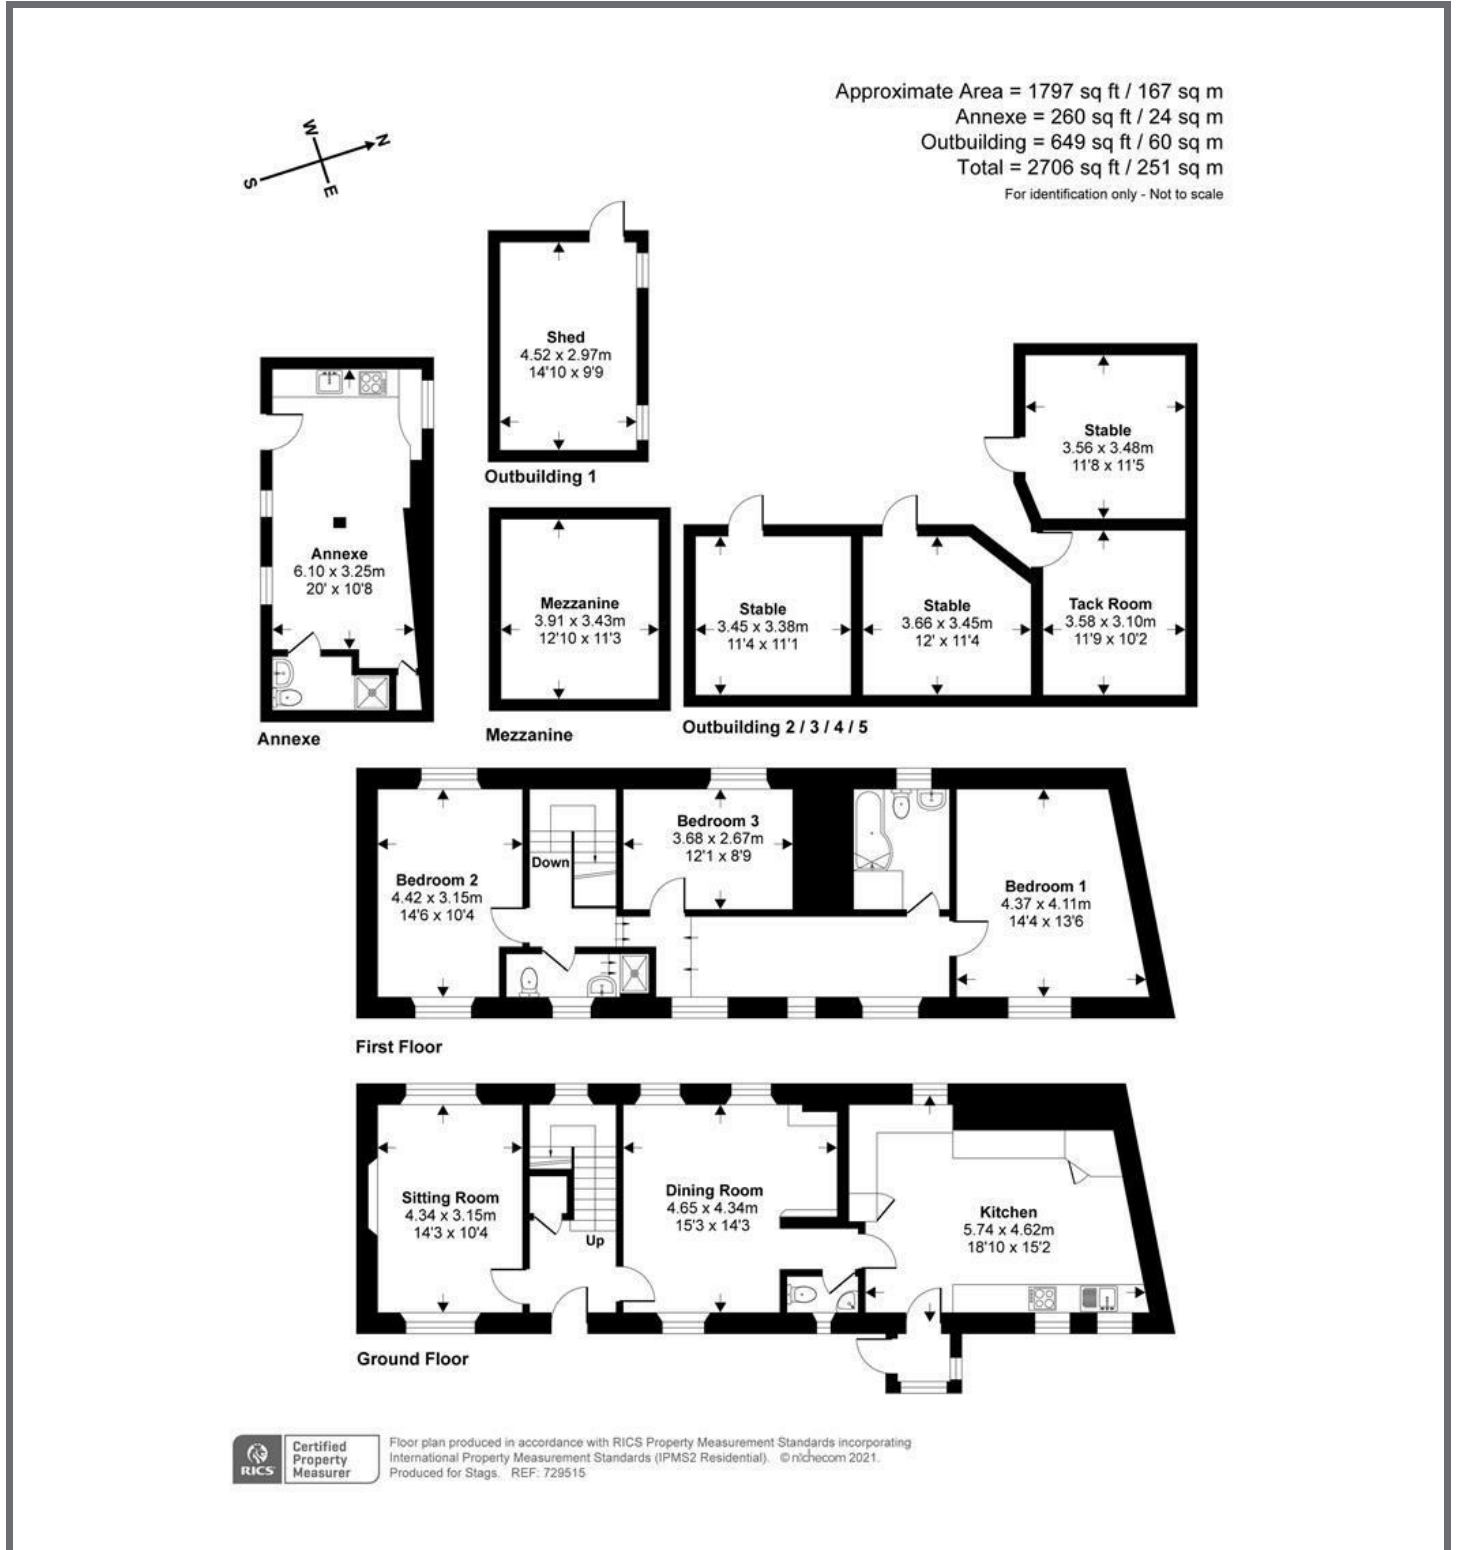 Approximate Area = 1797 sq ft / 167 sq m
Annexe = 260 sq ft / 24 sq m
Outbuilding = 649 sq ft / 60 sq m
Total = 2706 sq ft / 251 sq m
For identification only - Not to scale
W
N
S
E
Shed
4.52 x 2.97m
14'10 x 9'9
Outbuilding 1
Stable
3.56 x 3.48m
11'8 x 11'5
Annexe
6.10 x 3.25m
20' x 10'8
Annexe
Mezzanine
3.91 x 3.43m
12'10 x 11'3
Mezzanine
Stable
3.45 x 3.38m
11'4 x 11'1
Stable
3.66 x 3.45m
12' x 11'4
Tack Room
3.58 x 3.10m
11'9 x 10'2
Outbuilding 2 / 3 / 4 / 5
Bedroom 2
4.42 x 3.15m
14'6 x 10'4
Down
Bedroom 3
3.68 x 2.67m
12'1 x 8'9
Bedroom 1
4.37 x 4.11m
14'4 x 13'6
First Floor
Sitting Room
4.34 x 3.15m
14'3 x 10'4
Up
Dining Room
4.65 x 4.34m
15'3 x 14'3
Kitchen
5.74 x 4.62m
18'10 x 15'2
Ground Floor
RICS
Certified
Property
Measurer
Floor plan produced in accordance with RICS Property Measurement Standards incorporating
International Property Measurement Standards (IPMS2 Residential). © nichecom 2021.
Produced for Stags. REF: 729515